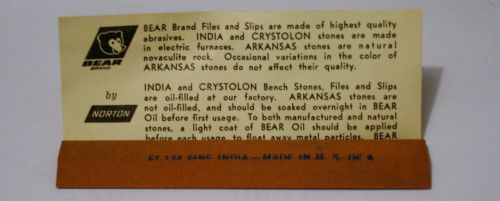 BEAR Brand Files and Slips are made of highest quality
abrasives. INDIA and CRYSTOLON stones are made
in electric furnaces. ARKANSAS stones are natural
novaculite rock. Occasional variations in the color of
ARKANSAS stones do not affect their quality.
BEAR
BRAND
by
NORTON
INDIA and CRYSTOLON Bench Stones, Files and Slips
are oil-filled at our factory. ARKANSAS stones are
not oil-filled, and should be soaked overnight in BEAR
Oil before first usage. To both manufactured and natural
stones, a light coat of BEAR Oil should be applied
before each usage, to float away metal particles. BEAR
FT-134 FINE INDIA—MADE IN U. S. OF A